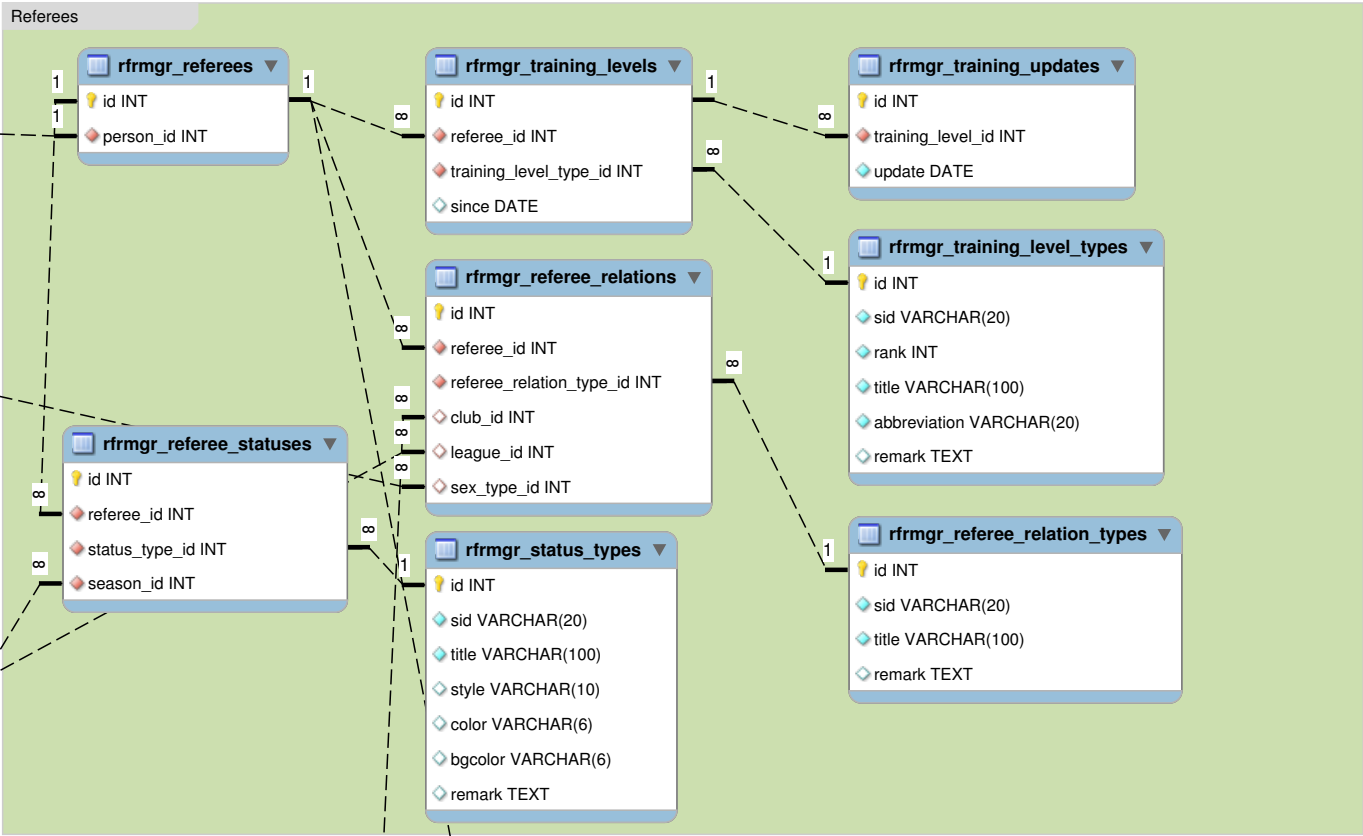 Referees
rfrmgr_referees
id INT
person_id INT
1
1
1
rfrmgr_training_levels
id INT
referee_id INT
training_level_type_id INT
since DATE
∞
1
∞
rfrmgr_training_updates
id INT
training_level_id INT
update DATE
∞
rfrmgr_training_level_types
id INT
sid VARCHAR(20)
rank INT
title VARCHAR(100)
abbreviation VARCHAR(20)
remark TEXT
1
rfrmgr_referee_relations
id INT
referee_id INT
referee_relation_type_id INT
club_id INT
league_id INT
sex_type_id INT
∞
∞
∞
∞
∞
rfrmgr_referee_statuses
id INT
referee_id INT
status_type_id INT
season_id INT
∞
∞
∞
rfrmgr_status_types
id INT
sid VARCHAR(20)
title VARCHAR(100)
style VARCHAR(10)
color VARCHAR(6)
bgcolor VARCHAR(6)
remark TEXT
1
rfrmgr_referee_relation_types
id INT
sid VARCHAR(20)
title VARCHAR(100)
remark TEXT
1